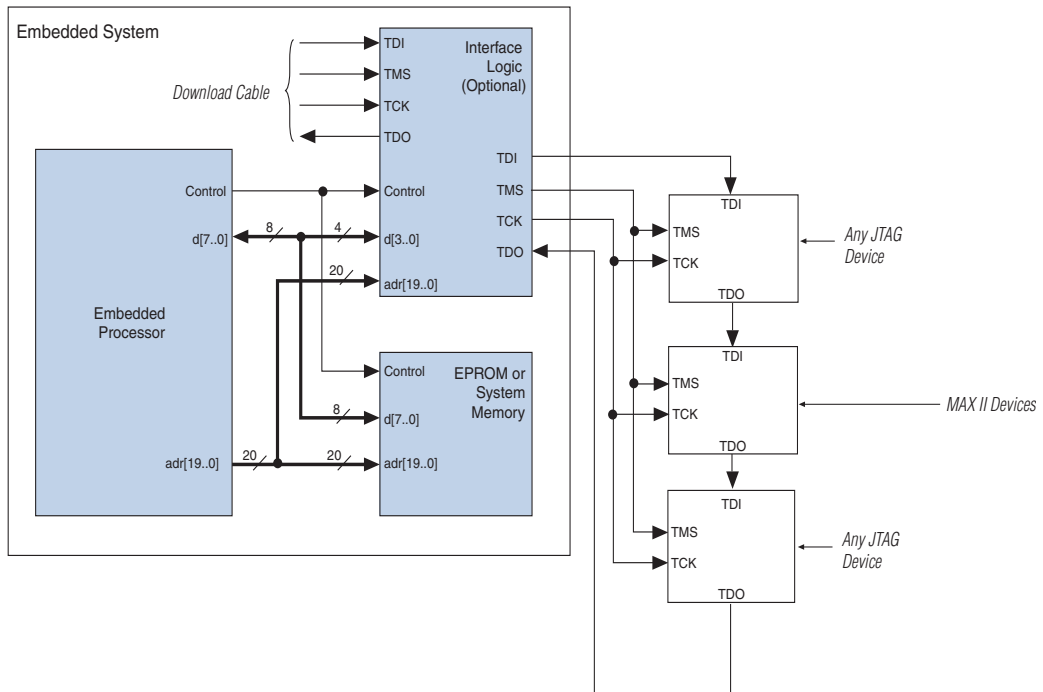 Embedded System
Download Cable
TDI
TMS
TCK
TDO
Interface
Logic
(Optional)
TDI
TMS
TCK
TDO
Control
d[3..0]
adr[19..0]
Control
d[7..0]
adr[19..0]
Embedded
Processor
8
4
20
8
20
20
Control
d[7..0]
adr[19..0]
EPROM or
System
Memory
TDI
TMS
TCK
TDO
Any JTAG
Device
TDI
TMS
TCK
TDO
MAX II Devices
TDI
TMS
TCK
TDO
Any JTAG
Device